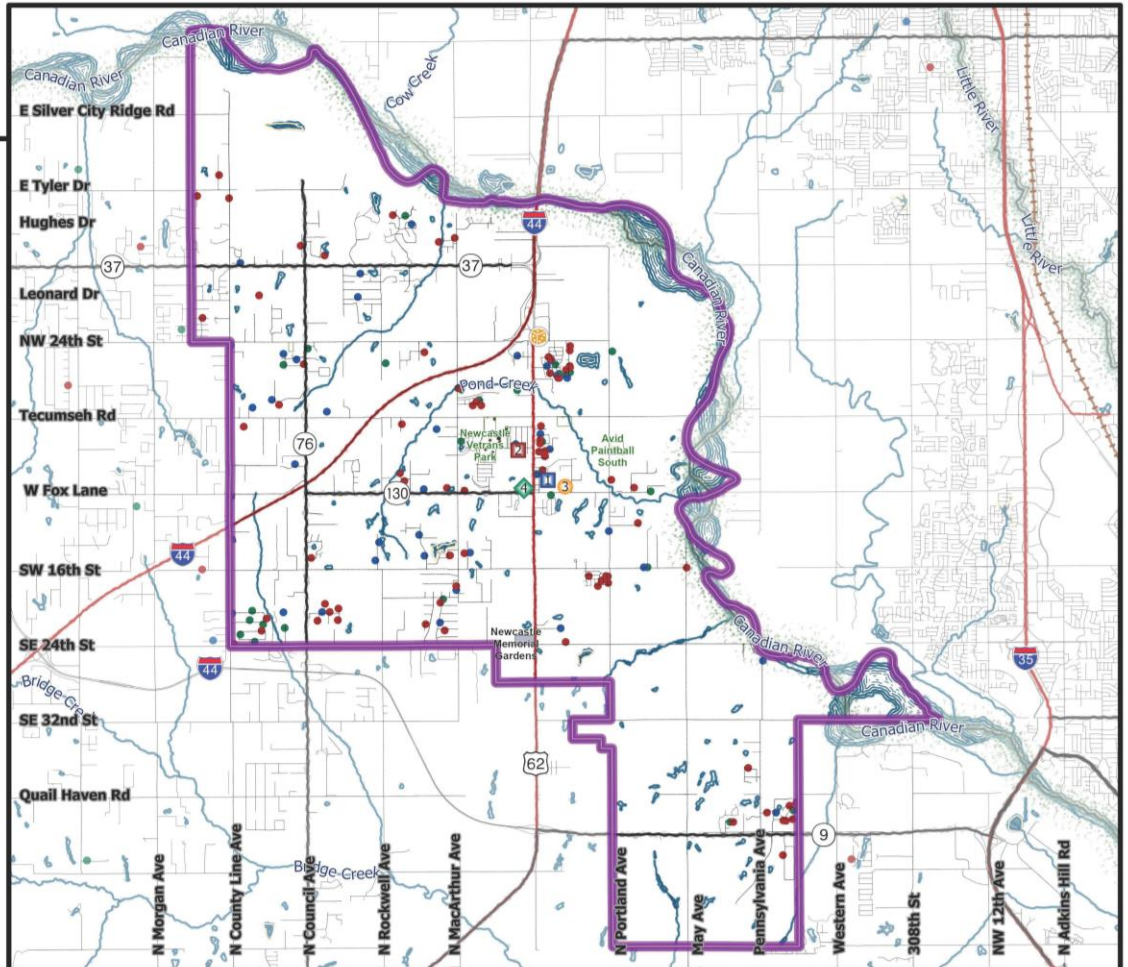 Canadian River
Canadian River
Cow Creek
Little River
E Silver City Ridge Rd
E Tyler Dr
Hughes Dr
44
Little River
37
37
Canadian River
Leonard Dr
NW 24th St
Pond Creek
Tecumseh Rd
76
Newcastle
Vetrans
Park
2
Avid
Paintball
South
W Fox Lane
130
4
1
3
44
SW 16th St
SE 24th St
Newcastle
Memorial
Gardens
Canadian River
44
35
Bridge Creek
SE 32nd St
Canadian River
62
Quail Haven Rd
9
Bridge Creek
N Morgan Ave
N County Line Ave
N Council Ave
N Rockwell Ave
N MacArthur Ave
N Portland Ave
May Ave
Pennsylvania Ave
Western Ave
308th St
NW 12th Ave
N Adkins Hill Rd